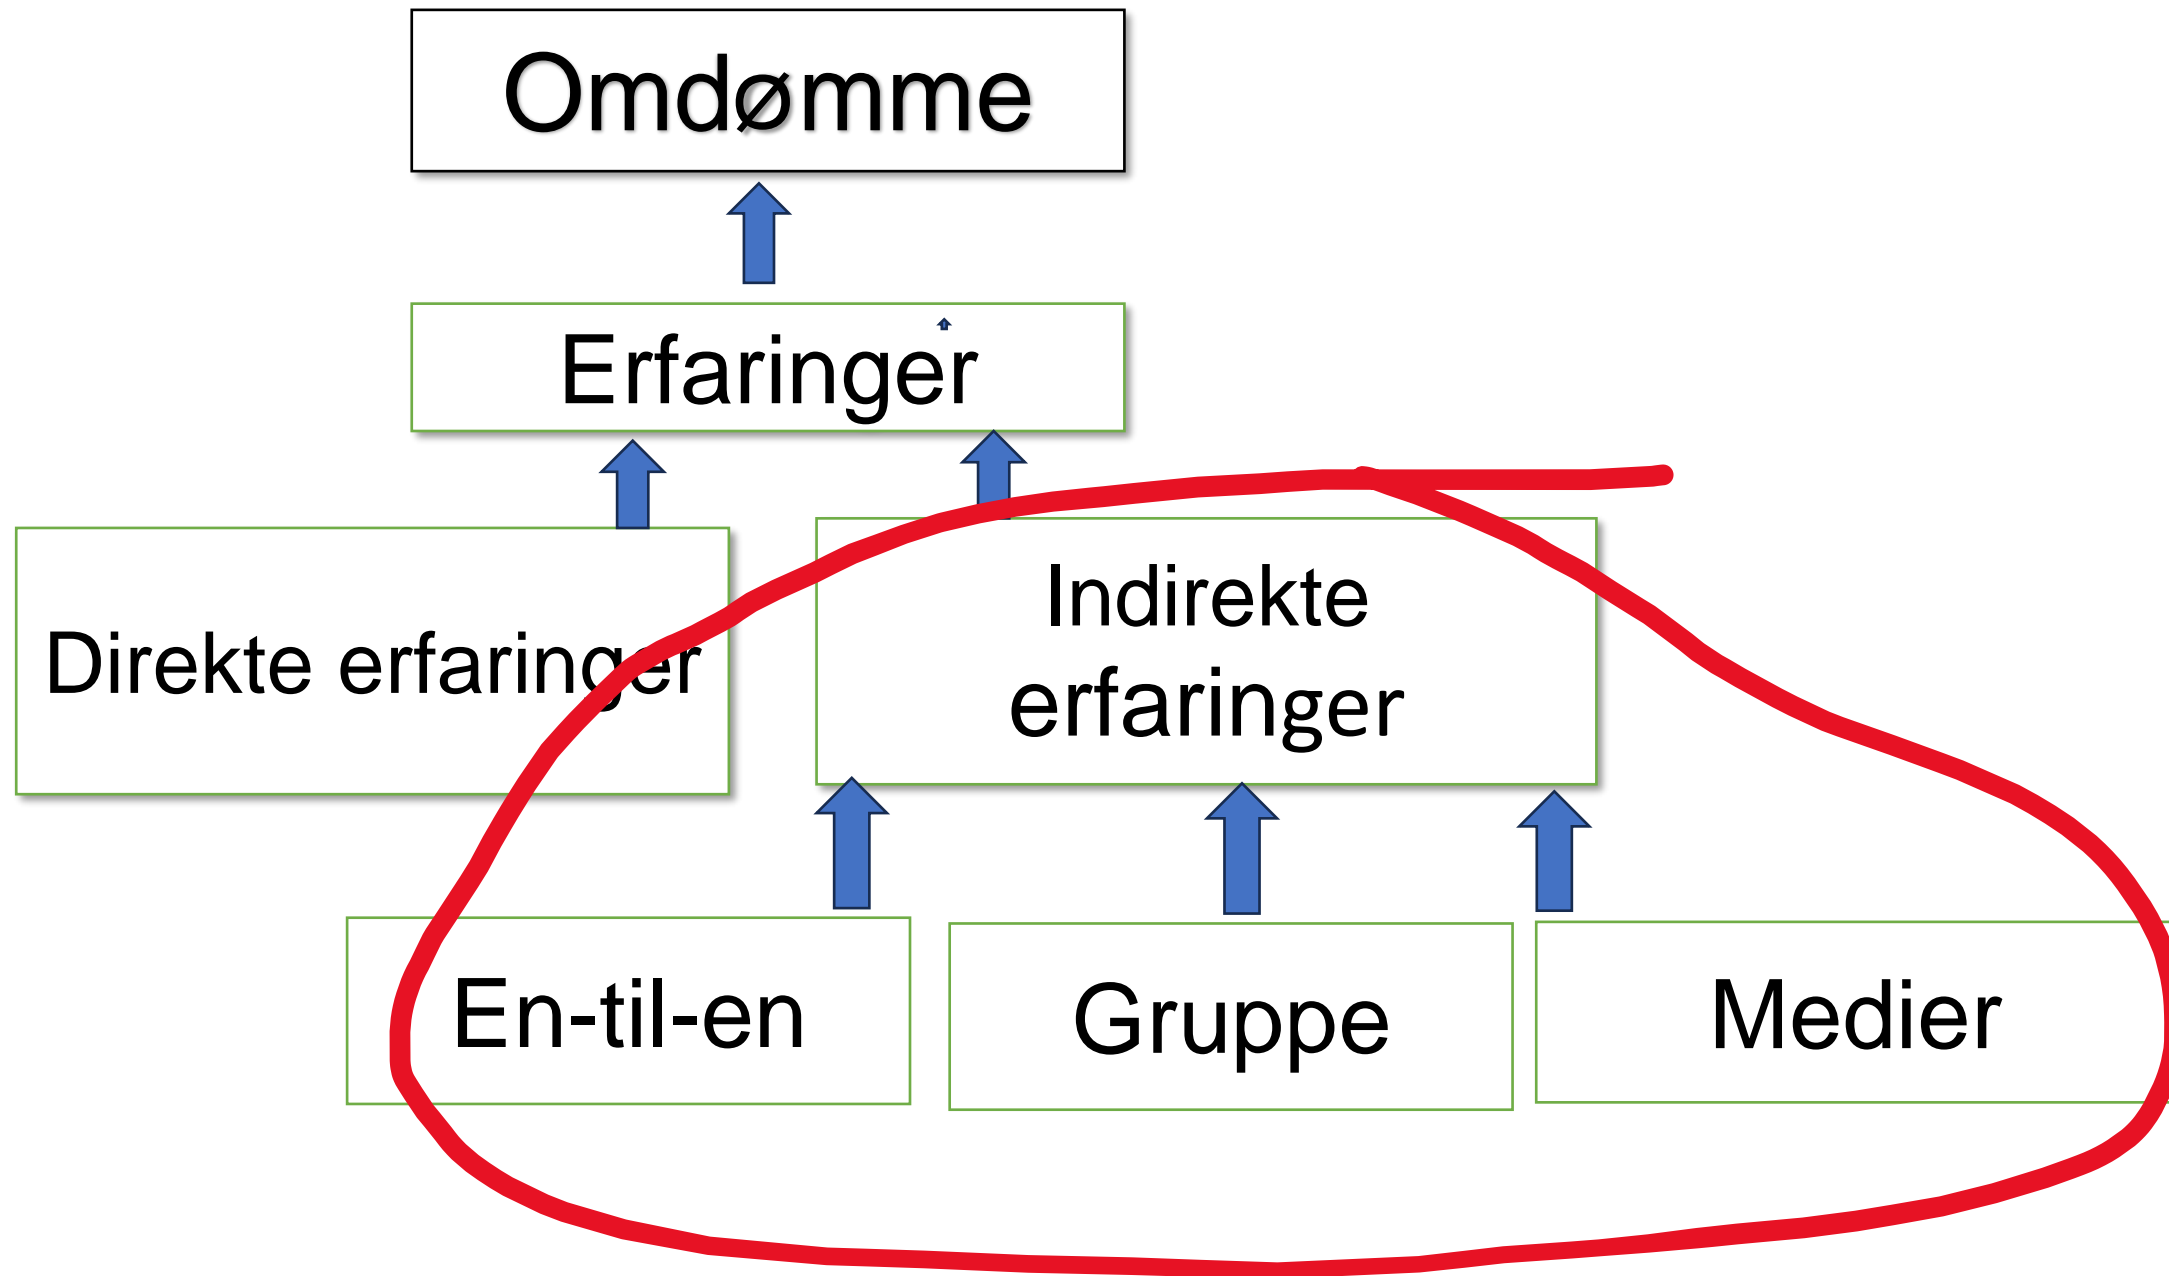 Omdømme
Erfaringer
Direkte erfaringer
Indirekte
erfaringer
En-til-en
Gruppe
Medier